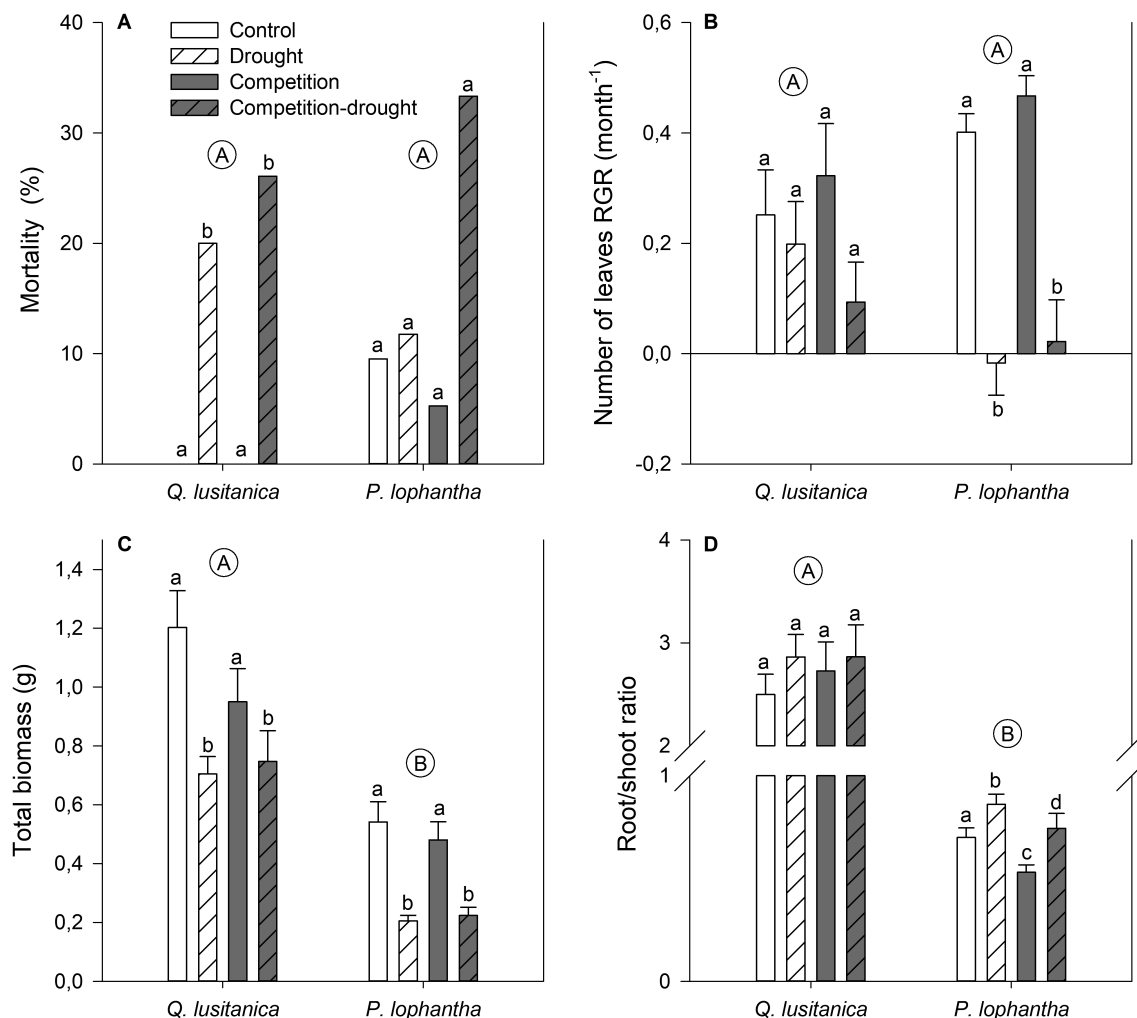 A
Control
Drought
Competition
Competition-drought
Mortality (%)
40
30
20
10
0
A
A
a
b
a
b
a
a
a
a
Q. lusitanica
P. lophantha
B
Number of leaves RGR (month-1)
0,6
0,4
0,2
0,0
-0,2
A
A
a
a
a
a
a
b
a
b
Q. lusitanica
P. lophantha
C
Total biomass (g)
1,4
1,2
1,0
0,8
0,6
0,4
0,2
0,0
A
B
a
b
a
b
a
b
a
b
Q. lusitanica
P. lophantha
D
Root/shoot ratio
4
3
2
1
0
A
B
a
a
a
a
a
b
c
d
Q. lusitanica
P. lophantha